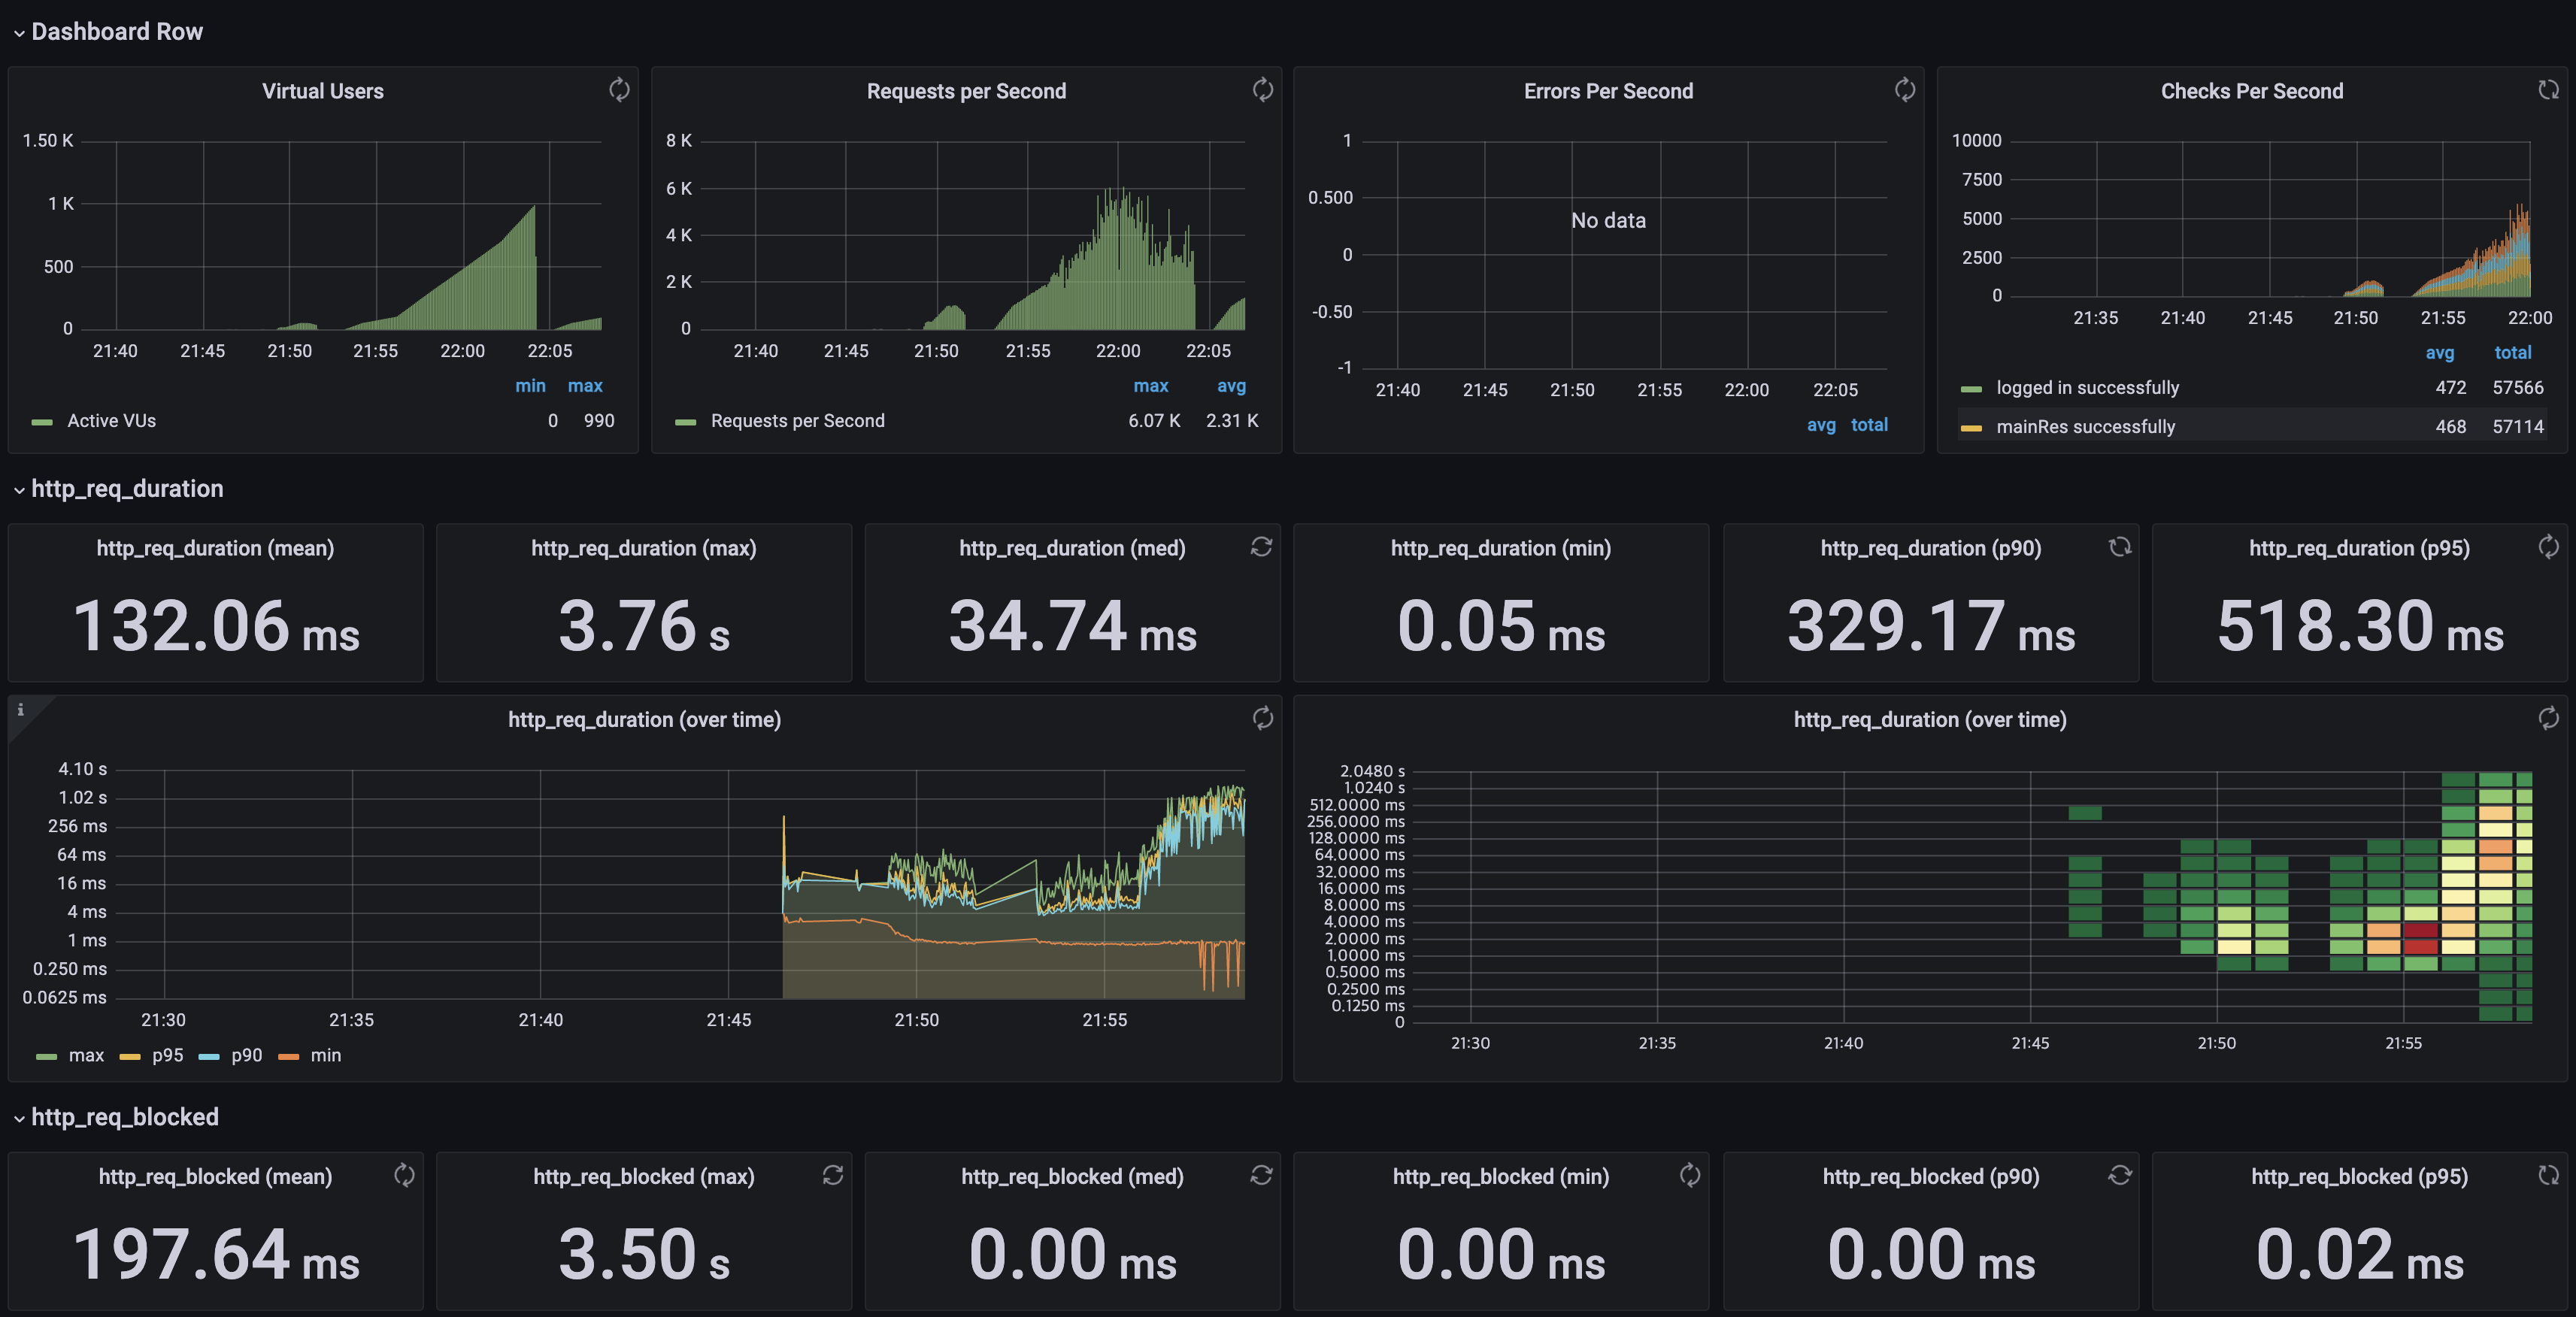 Dashboard Row
Virtual Users
1.50 K
1 K
500
0
21:40 21:45 21:50 21:55 22:00 22:05
min max
Active VUs 0 990
Requests per Second
8 K
6 K
4 K
2 K
0
21:40 21:45 21:50 21:55 22:00 22:05
max avg
Requests per Second 6.07 K 2.31 K
Errors Per Second
1
0.500
0
-0.50
-1
No data
21:40 21:45 21:50 21:55 22:00 22:05
avg total
Checks Per Second
10000
7500
5000
2500
0
21:35 21:40 21:45 21:50 21:55 22:00
avg total
logged in successfully 472 57566
mainRes successfully 468 57114
http_req_duration
http_req_duration (mean)
132.06 ms
http_req_duration (max)
3.76 s
http_req_duration (med)
34.74 ms
http_req_duration (min)
0.05 ms
http_req_duration (p90)
329.17 ms
http_req_duration (p95)
518.30 ms
i
http_req_duration (over time)
4.10 s
1.02 s
256 ms
64 ms
16 ms
4 ms
1 ms
0.250 ms
0.0625 ms
21:30 21:35 21:40 21:45 21:50 21:55
max p95 p90 min
http_req_duration (over time)
2.0480 s
1.0240 s
512.0000 ms
256.0000 ms
128.0000 ms
64.0000 ms
32.0000 ms
16.0000 ms
8.0000 ms
4.0000 ms
2.0000 ms
1.0000 ms
0.5000 ms
0.2500 ms
0.1250 ms
0
21:30 21:35 21:40 21:45 21:50 21:55
http_req_blocked
http_req_blocked (mean)
197.64 ms
http_req_blocked (max)
3.50 s
http_req_blocked (med)
0.00 ms
http_req_blocked (min)
0.00 ms
http_req_blocked (p90)
0.00 ms
http_req_blocked (p95)
0.02 ms